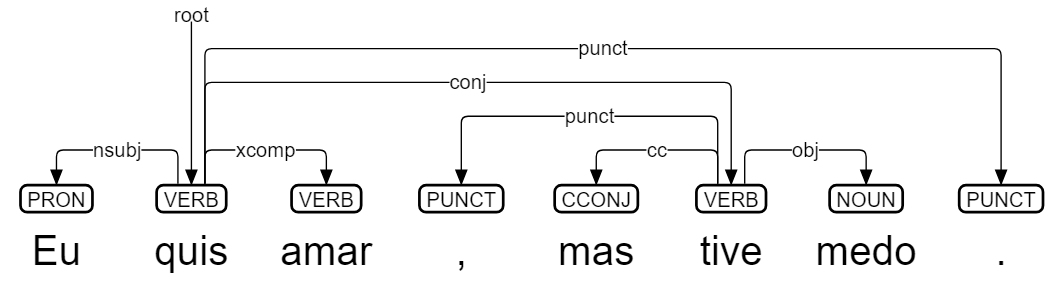 root
punct
conj
punct
nsubj xcomp cc obj
PRON VERB VERB PUNCT CCONJ VERB NOUN PUNCT
Eu quis amar , mas tive medo .